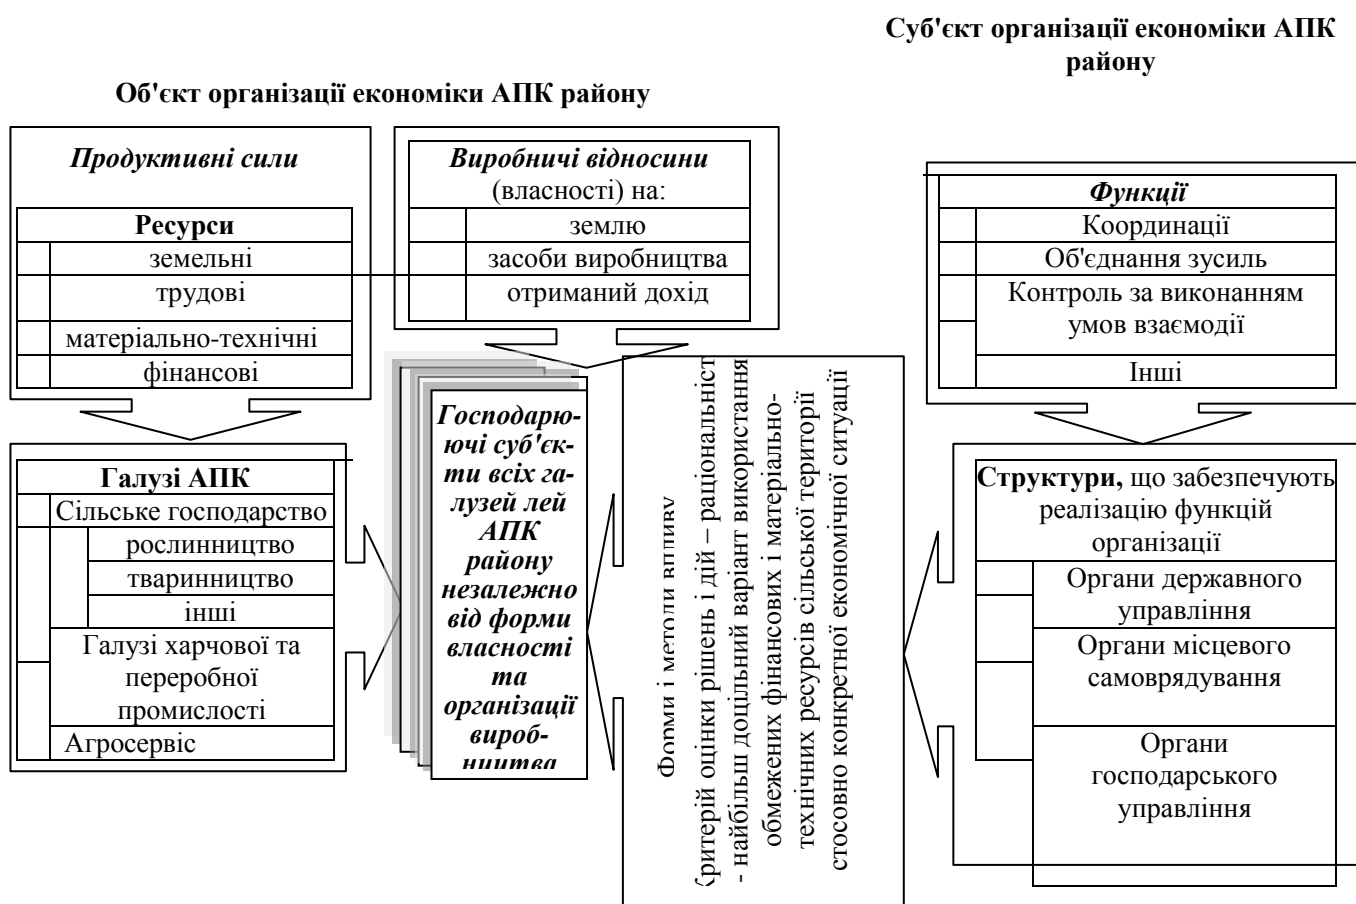 Суб'єкт організації економіки АПК
району
Об'єкт організації економіки АПК району
Продуктивні сили
Ресурси
земельні
трудові
матеріально-технічні
фінансові
Виробничі відносини
(власності) на:
землю
засоби виробництва
отриманий дохід
Функції
Координації
Об'єднання зусиль
Контроль за виконанням
умов взаємодії
Інші
Галузі АПК
Сільське господарство
рослинництво
тваринництво
інші
Галузі харчової та
переробної
промислості
Агросервіс
Господарю-
ючі суб'єк-
ти всіх га-
лузей лей
АПК
району
незалежно
від форми
власності
та
організації
вироб-
ництва
Форми і методи впливу
Критерій оцінки рішень і дій – раціональніст
- найбільш доцільний варіант використання
обмежених фінансових і матеріально-
технічних ресурсів сільської території
стосовно конкретної економічної ситуації
Структури, що забезпечують
реалізацію функцій
організації
Органи державного
управління
Органи місцевого
самоврядування
Органи
господарського
управління